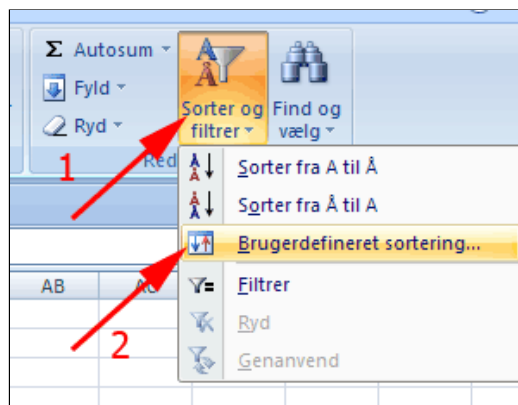 Σ Autosum
Fyld
Ryd
Sorter og
filtrer
Find og
vælg
1
Red
Sorter fra A til Å
Sorter fra Å til A
Brugerdefineret sortering...
Filtrer
Ryd
Genanvend
AB
2